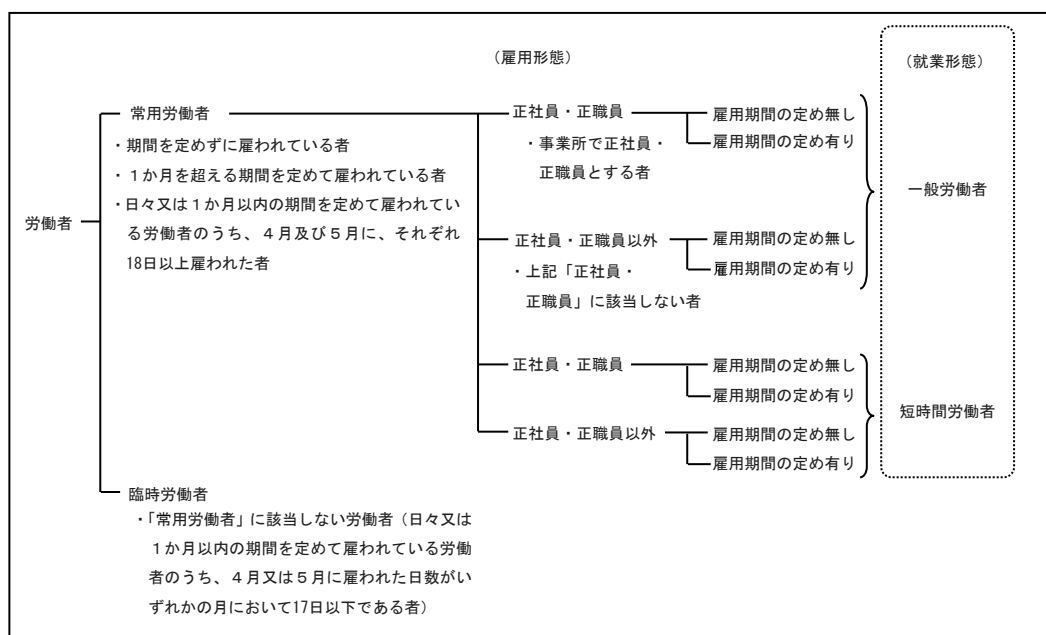 （雇用形態）
（就業形態）
労働者
常用労働者
・期間を定めずに雇われている者
・１か月を超える期間を定めて雇われている者
・日々又は１か月以内の期間を定めて雇われてい
る労働者のうち、４月及び５月に、それぞれ
18日以上雇われた者
正社員・正職員
・事業所で正社員・
正職員とする者
雇用期間の定め無し
雇用期間の定め有り
正社員・正職員以外
・上記「正社員・
正職員」に該当しない者
雇用期間の定め無し
雇用期間の定め有り
一般労働者
正社員・正職員
雇用期間の定め無し
雇用期間の定め有り
正社員・正職員以外
雇用期間の定め無し
雇用期間の定め有り
短時間労働者
臨時労働者
・「常用労働者」に該当しない労働者（日々又は
１か月以内の期間を定めて雇われている労働
者のうち、４月又は５月に雇われた日数がい
ずれかの月において17日以下である者）